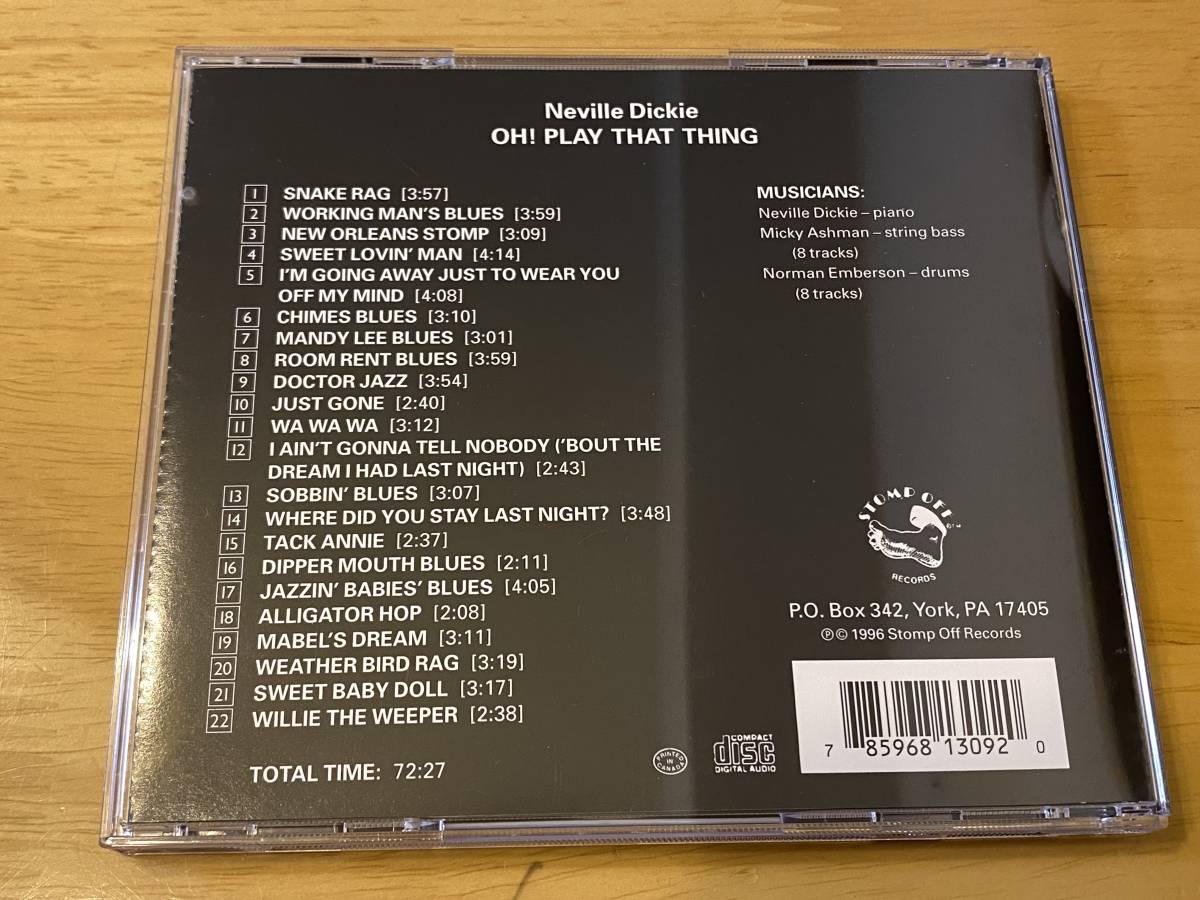 Neville Dickie
OH! PLAY THAT THING
1 SNAKE RAG [3:57]
2 WORKING MAN'S BLUES [3:59]
3 NEW ORLEANS STOMP [3:09]
4 SWEET LOVIN' MAN [4:14]
5 I'M GOING AWAY JUST TO WEAR YOU
OFF MY MIND [4:08]
6 CHIMES BLUES [3:10]
7 MANDY LEE BLUES [3:01]
8 ROOM RENT BLUES [3:59]
9 DOCTOR JAZZ [3:54]
10 JUST GONE [2:40]
11 WA WA WA [3:12]
12 I AIN'T GONNA TELL NOBODY ('BOUT THE
DREAM I HAD LAST NIGHT) [2:43]
13 SOBBIN' BLUES [3:07]
14 WHERE DID YOU STAY LAST NIGHT? [3:48]
15 TACK ANNIE [2:37]
16 DIPPER MOUTH BLUES [2:11]
17 JAZZIN' BABIES' BLUES [4:05]
18 ALLIGATOR HOP [2:08]
19 MABEL'S DREAM [3:11]
20 WEATHER BIRD RAG [3:19]
21 SWEET BABY DOLL [3:17]
22 WILLIE THE WEEPER [2:38]
TOTAL TIME: 72:27
MUSICIANS:
Neville Dickie – piano
Micky Ashman – string bass
(8 tracks)
Norman Emberson – drums
(8 tracks)
STOMP OFF
RECORDS
P.O. Box 342, York, PA 17405
℗© 1996 Stomp Off Records
PRINTED IN CANADA
COMPACT
disc
DIGITAL AUDIO
7 85968 13092 0